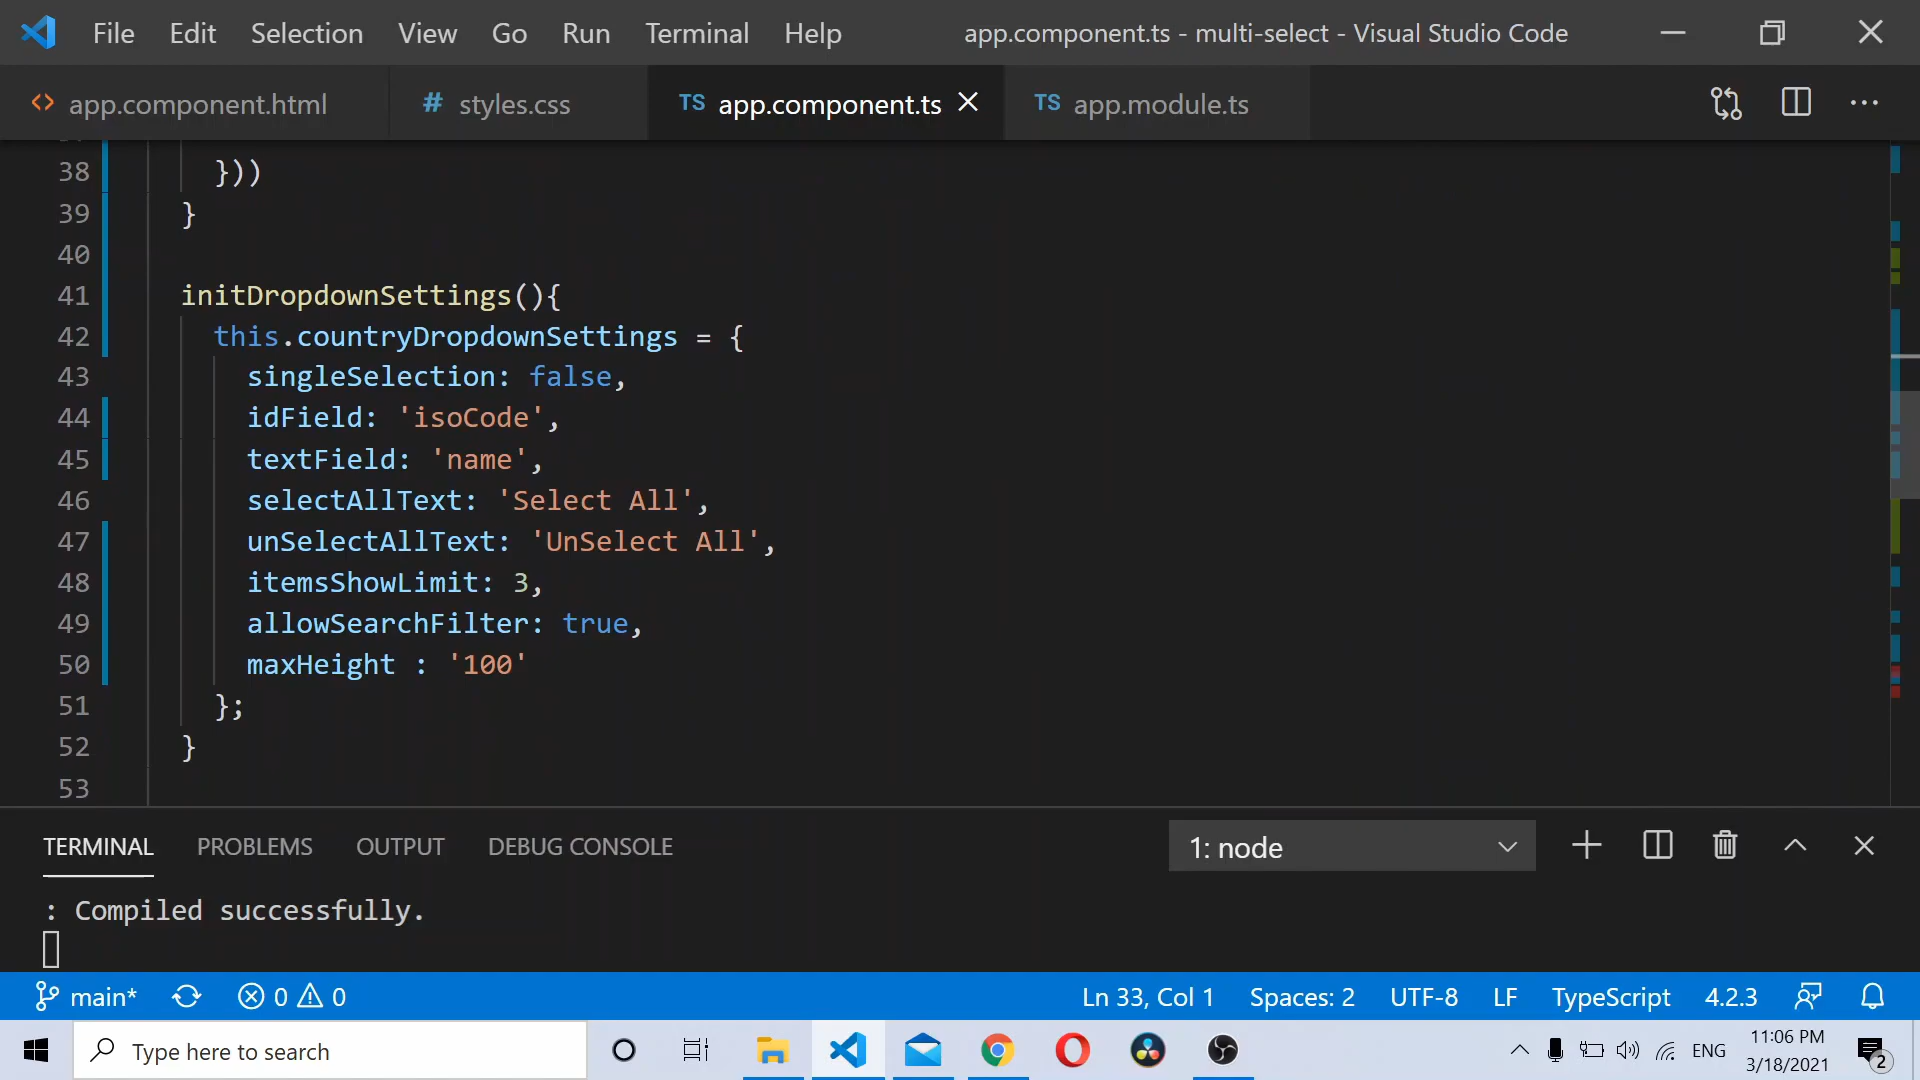 File Edit Selection View Go Run Terminal Help app.component.ts - multi-select - Visual Studio Code
<> app.component.html # styles.css TS app.component.ts TS app.module.ts
38 }))
39 }
40
41 initDropdownSettings(){
42 this.countryDropdownSettings = {
43 singleSelection: false,
44 idField: 'isoCode',
45 textField: 'name',
46 selectAllText: 'Select All',
47 unSelectAllText: 'UnSelect All',
48 itemsShowLimit: 3,
49 allowSearchFilter: true,
50 maxHeight : '100'
51 };
52 }
53
TERMINAL PROBLEMS OUTPUT DEBUG CONSOLE 1: node
: Compiled successfully.
main* 0 0 Ln 33, Col 1 Spaces: 2 UTF-8 LF TypeScript 4.2.3
Type here to search ENG 11:06 PM
3/18/2021 2